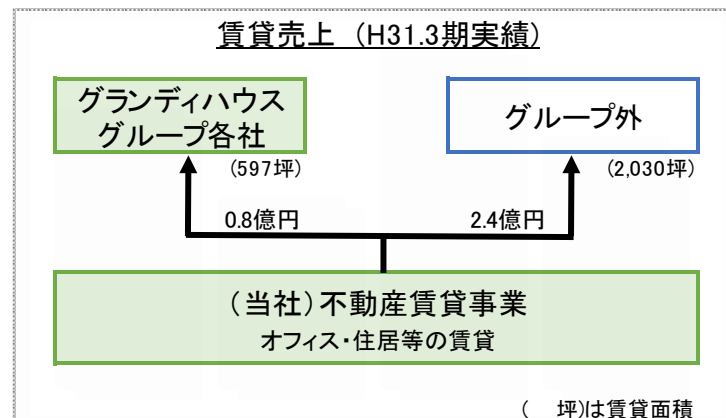 賃貸売上 (H31.3期実績)
グランディハウス
グループ各社
グループ外
(597坪)
(2,030坪)
0.8億円
2.4億円
(当社)不動産賃貸事業
オフィス・住居等の賃貸
(　坪)は賃貸面積